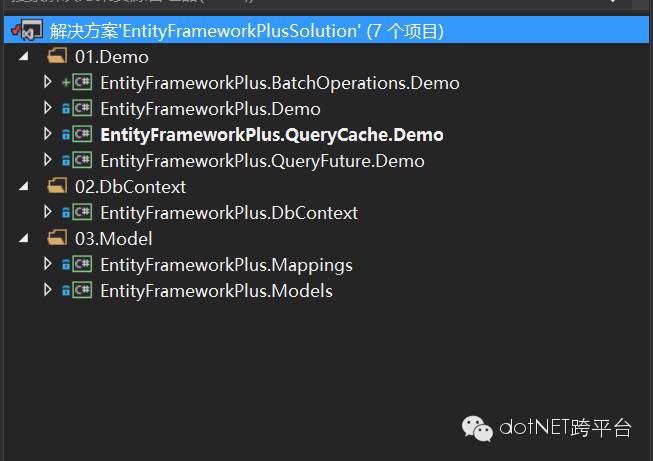 解决方案'EntityFrameworkPlusSolution' (7 个项目)
01.Demo
EntityFrameworkPlus.BatchOperations.Demo
EntityFrameworkPlus.Demo
EntityFrameworkPlus.QueryCache.Demo
EntityFrameworkPlus.QueryFuture.Demo
02.DbContext
EntityFrameworkPlus.DbContext
03.Model
EntityFrameworkPlus.Mappings
EntityFrameworkPlus.Models
dotNET跨平台